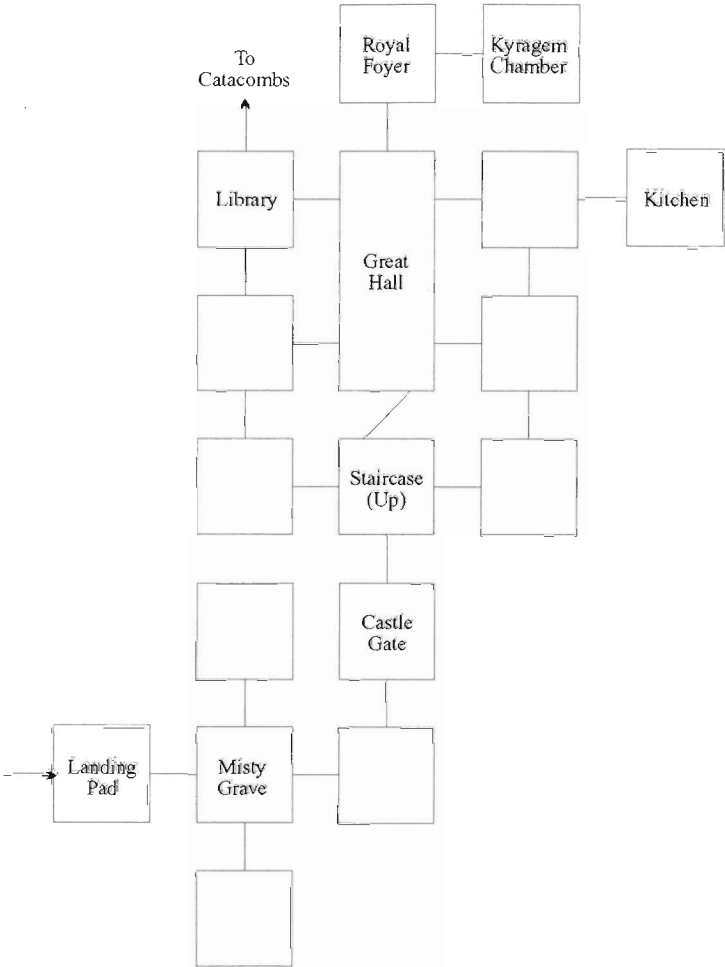 Royal
Foyer
Kyragem
Chamber
To
Catacombs
Library
Kitchen
Great
Hall
Staircase
(Up)
Castle
Gate
Landing
Pad
Misty
Grave